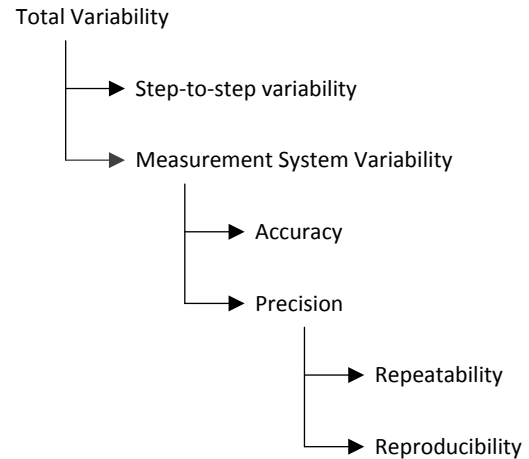 Total Variability
Step-to-step variability
Measurement System Variability
Accuracy
Precision
Repeatability
Reproducibility